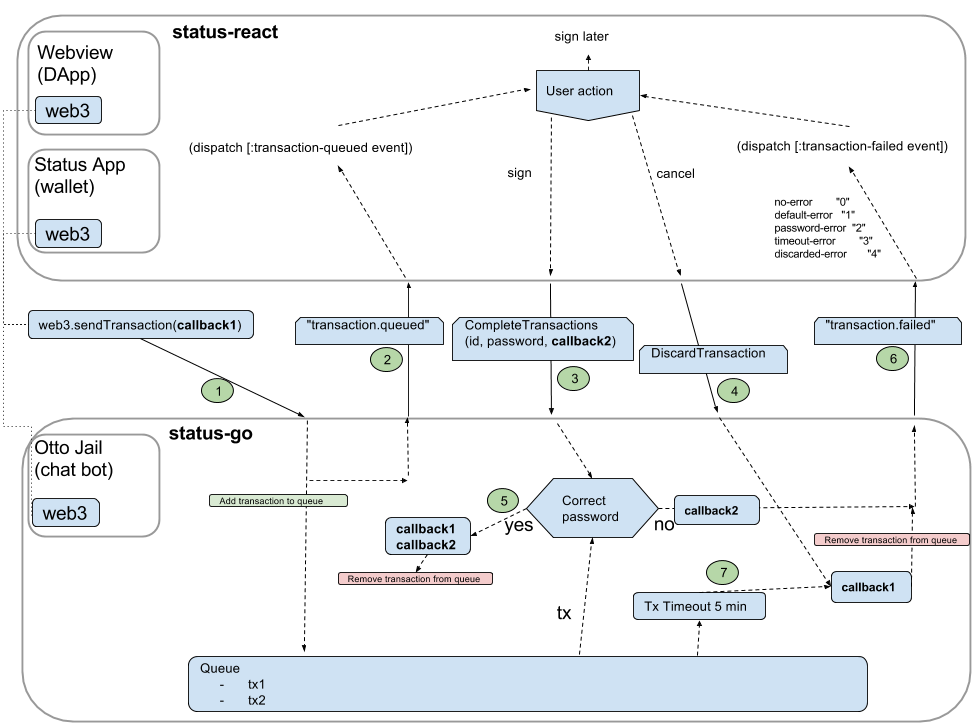 status-react
Webview
(DApp)
web3
Status App
(wallet)
web3
sign later
User action
(dispatch [:transaction-queued event])
(dispatch [:transaction-failed event])
sign
cancel
no-error "0"
default-error "1"
password-error "2"
timeout-error "3"
discarded-error "4"
web3.sendTransaction(callback1)
"transaction.queued"
CompleteTransactions
(id, password, callback2)
DiscardTransaction
"transaction.failed"
1
2
3
4
6
status-go
Otto Jail
(chat bot)
web3
Add transaction to queue
5
yes
Correct
password
no
callback2
callback1
callback2
Remove transaction from queue
Remove transaction from queue
7
callback1
Tx Timeout 5 min
tx
Queue
- tx1
- tx2